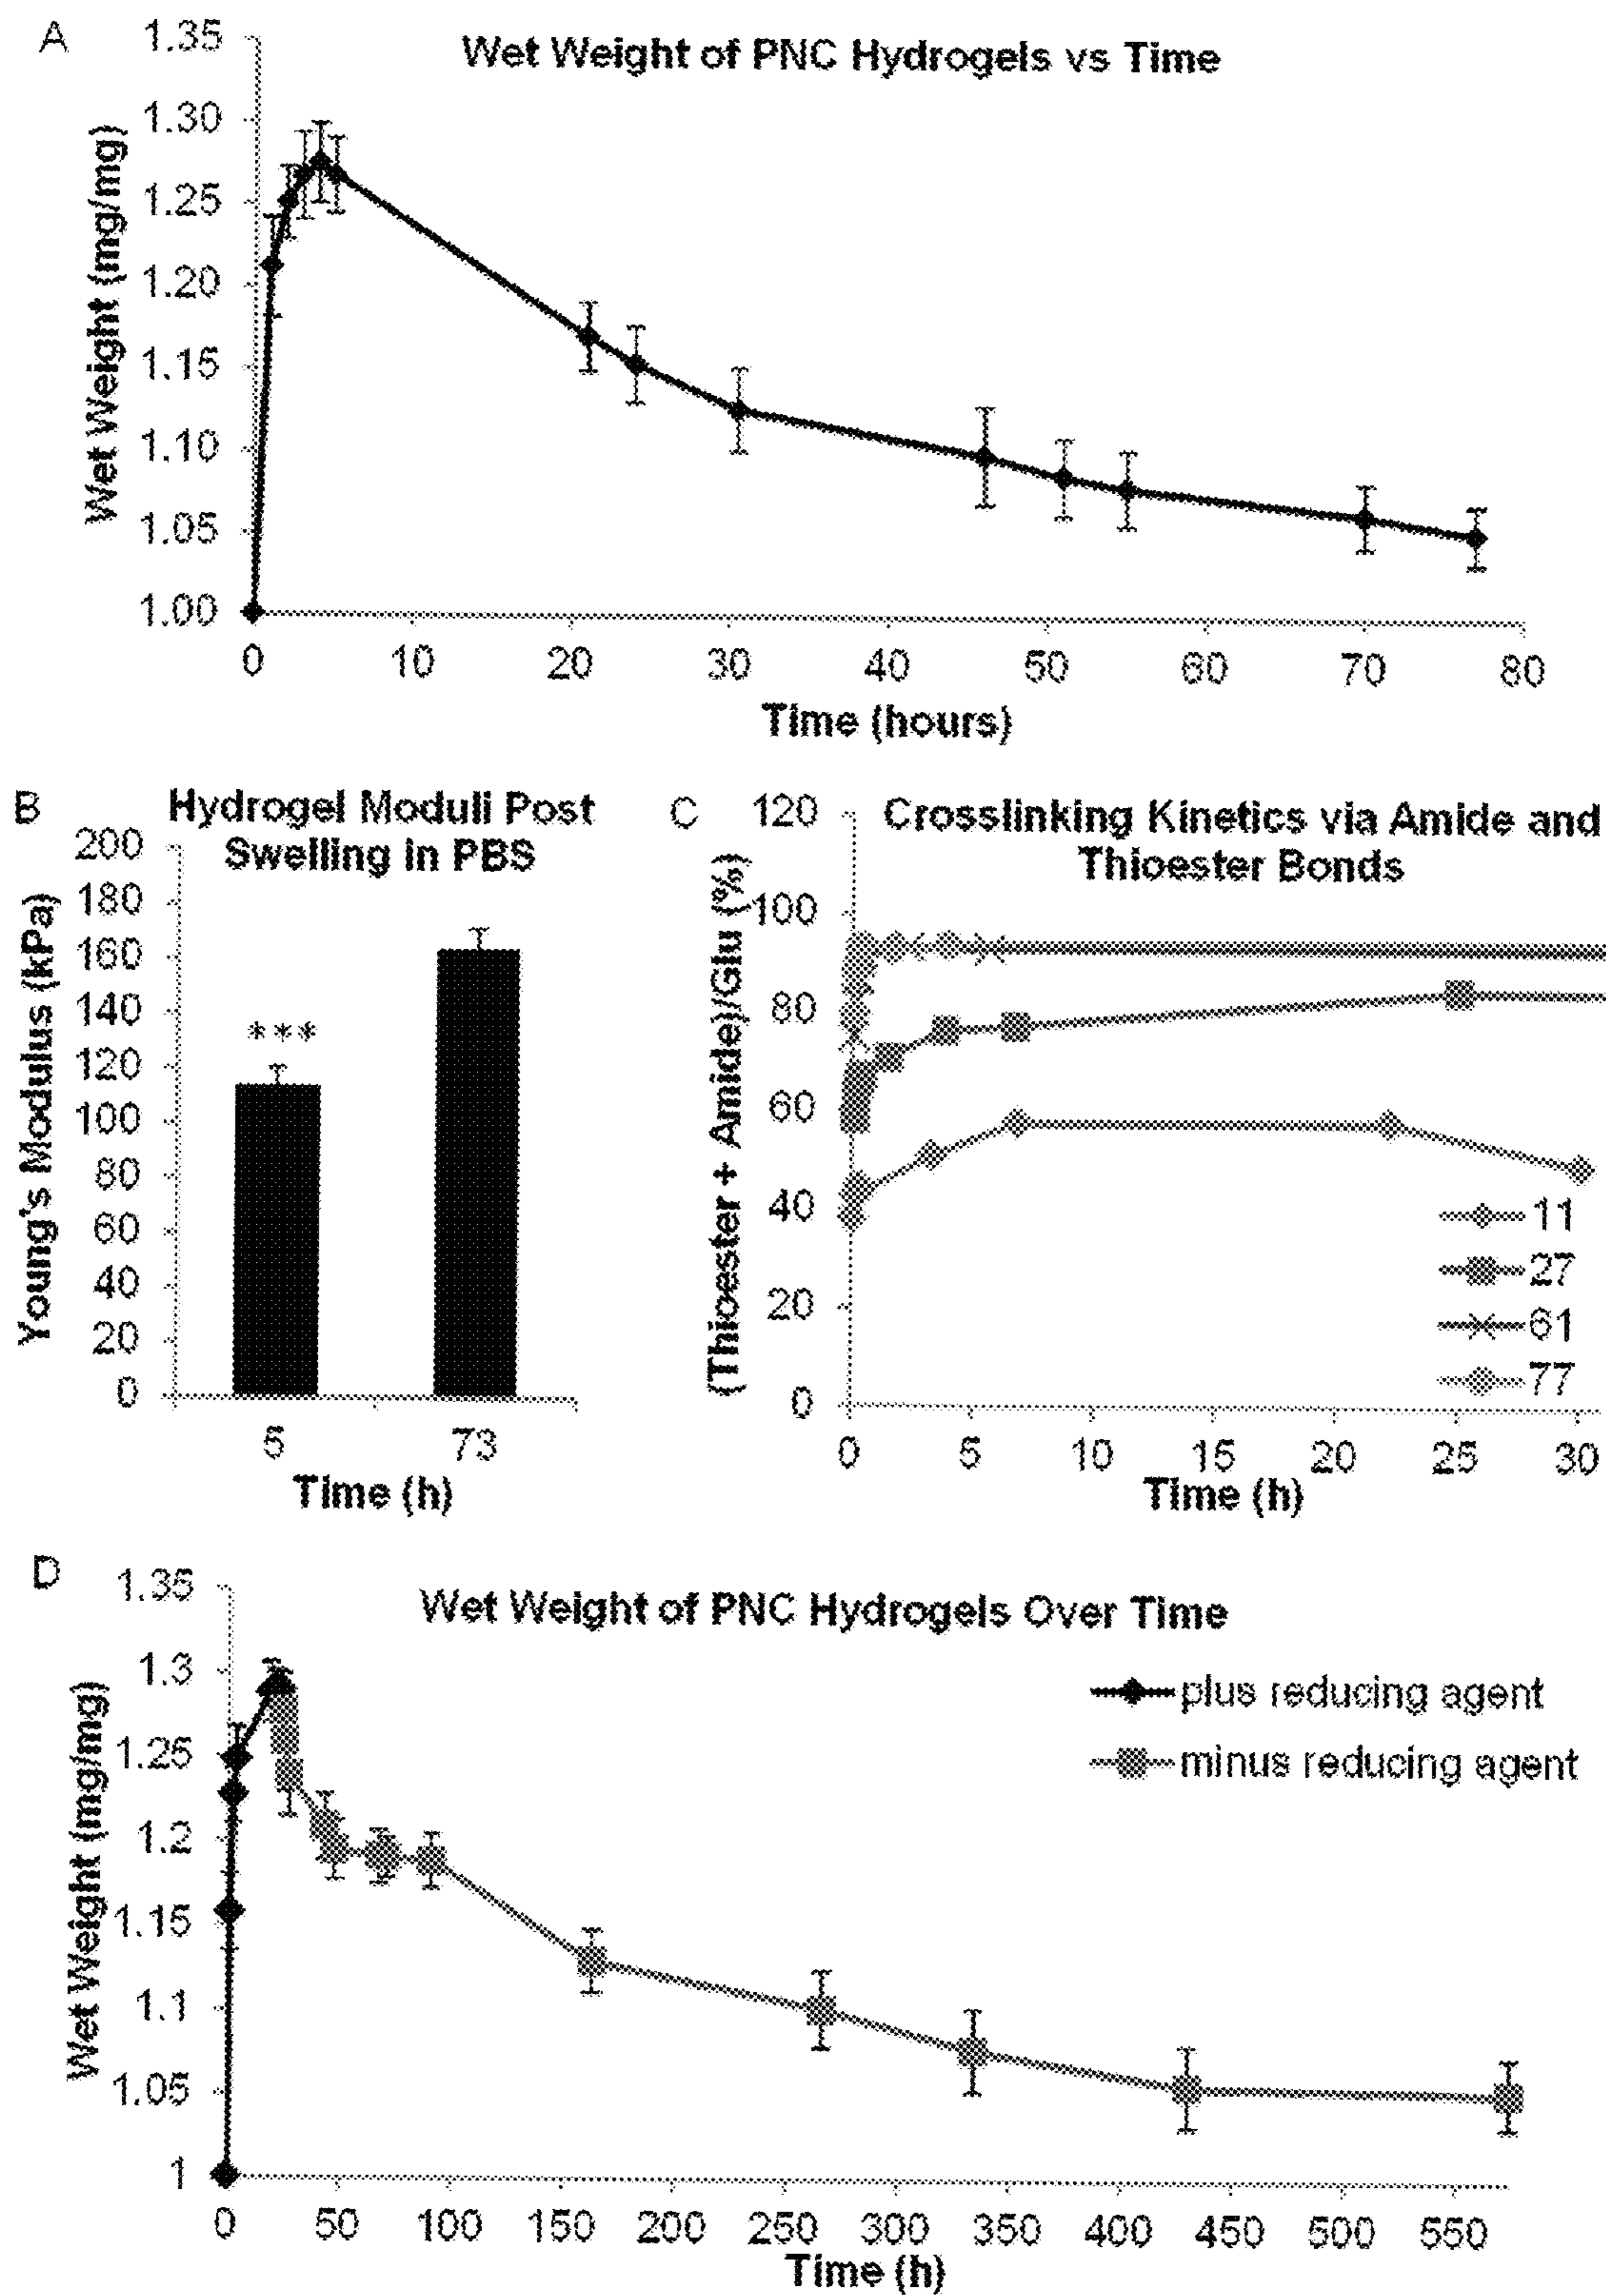 A
Wet Weight of PNC Hydrogels vs Time
Wet Weight (mg/mg)
1.35
1.30
1.25
1.20
1.15
1.10
1.05
1.00
0 10 20 30 40 50 60 70 80
Time (hours)
B
Hydrogel Moduli Post
Swelling in PBS
Young's Modulus (kPa)
200
180
160
140
120
100
80
60
40
20
0
***
5 73
Time (h)
C
Crosslinking Kinetics via Amide and
Thioester Bonds
(Thioester + Amide)/Glu (%)
120
100
80
60
40
20
0
11
27
61
77
0 5 10 15 20 25 30
Time (h)
D
Wet Weight of PNC Hydrogels Over Time
Wet Weight (mg/mg)
1.35
1.3
1.25
1.2
1.15
1.1
1.05
1
plus reducing agent
minus reducing agent
0 50 100 150 200 250 300 350 400 450 500 550
Time (h)